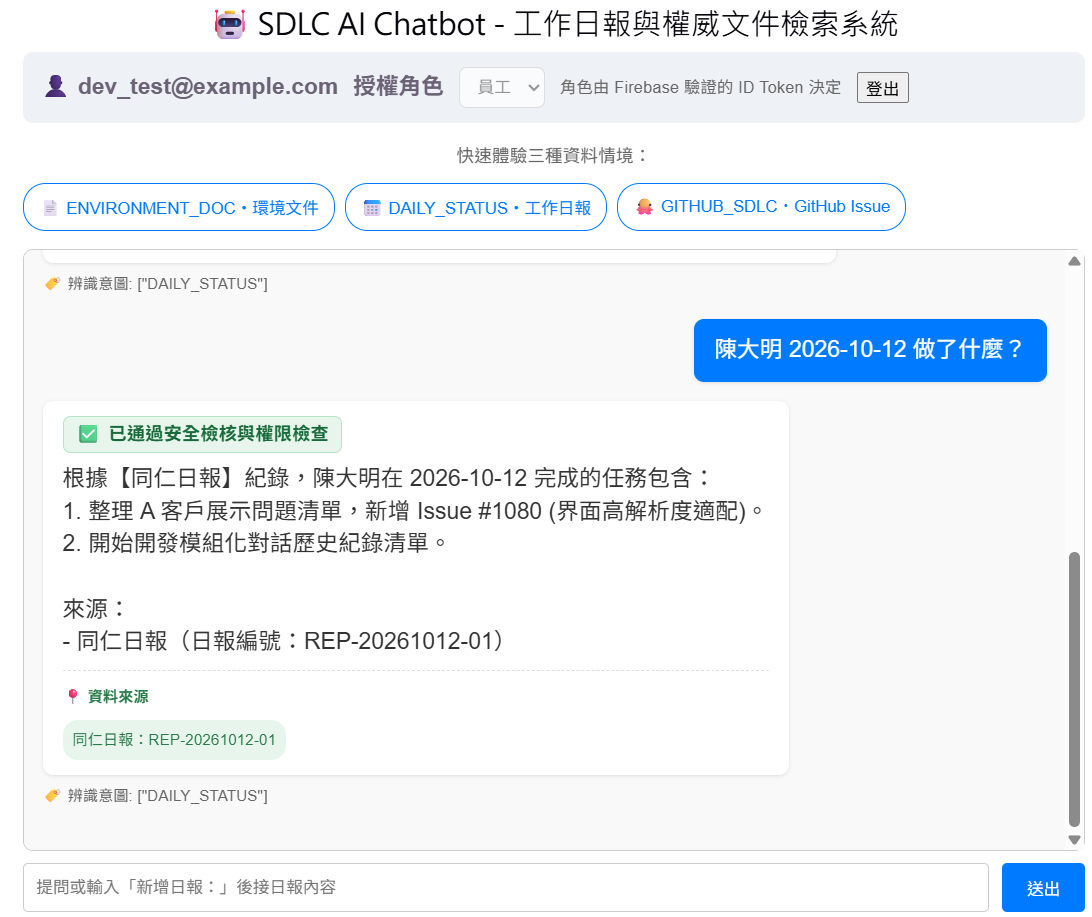 SDLC AI Chatbot - 工作日報與權威文件檢索系統
dev_test@example.com 授權角色 員工 角色由 Firebase 驗證的 ID Token 決定 登出
快速體驗三種資料情境：
ENVIRONMENT_DOC・環境文件 DAILY_STATUS・工作日報 GITHUB_SDLC・GitHub Issue
辨識意圖: ["DAILY_STATUS"]
陳大明 2026-10-12 做了什麼？
已通過安全檢核與權限檢查
根據【同仁日報】紀錄，陳大明在 2026-10-12 完成的任務包含：
1. 整理 A 客戶展示問題清單，新增 Issue #1080 (界面高解析度適配)。
2. 開始開發模組化對話歷史紀錄清單。
來源：
- 同仁日報（日報編號：REP-20261012-01）
資料來源
同仁日報：REP-20261012-01
辨識意圖: ["DAILY_STATUS"]
提問或輸入「新增日報：」後接日報內容 送出